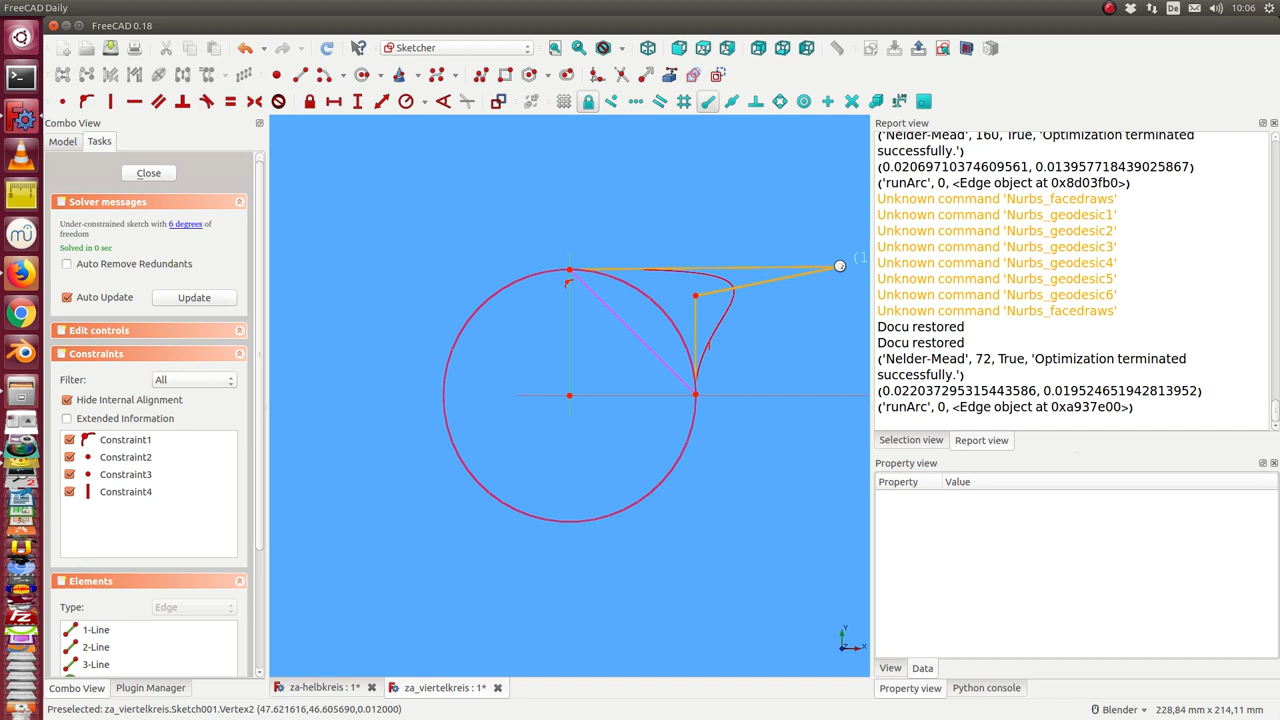 FreeCAD Daily
De
10:06
FreeCAD 0.18
Sketcher
Combo View
Report view
Model
Tasks
Close
Solver messages
Under-constrained sketch with 6 degrees of
freedom
Solved in 0 sec
Auto Remove Redundants
Auto Update
Update
Edit controls
Constraints
Filter:
All
Hide Internal Alignment
Extended Information
Constraint1
Constraint2
Constraint3
Constraint4
Elements
Type:
Edge
1-Line
2-Line
3-Line
Combo View
Plugin Manager
(1
Y
X
Z
za-helbkreis : 1*
za_viertelkreis : 1*
('Nelder-Mead', 160, True, 'Optimization terminated
successfully.')
(0.02069710374609561, 0.013957718439025867)
('runArc', 0, <Edge object at 0x8d03fb0>)
Unknown command 'Nurbs_facedraws'
Unknown command 'Nurbs_geodesic1'
Unknown command 'Nurbs_geodesic2'
Unknown command 'Nurbs_geodesic3'
Unknown command 'Nurbs_geodesic4'
Unknown command 'Nurbs_geodesic5'
Unknown command 'Nurbs_geodesic6'
Unknown command 'Nurbs_facedraws'
Docu restored
Docu restored
('Nelder-Mead', 72, True, 'Optimization terminated
successfully.')
(0.022037295315443586, 0.019524651942813952)
('runArc', 0, <Edge object at 0xa937e00>)
Selection view
Report view
Property view
Property
Value
View
Data
Property view
Python console
Preselected: za_viertelkreis.Sketch001.Vertex2 (47.621616,46.605690,0.012000)
Blender
228,84 mm x 214,11 mm